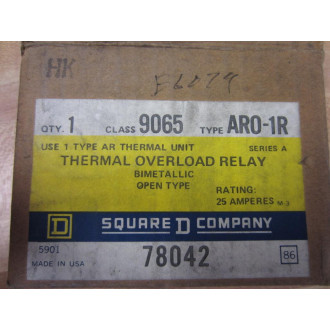 HK
E6079
QTY. 1 CLASS 9065 TYPE ARO-1R
USE 1 TYPE AR THERMAL UNIT SERIES A
THERMAL OVERLOAD RELAY
BIMETALLIC
OPEN TYPE
RATING:
25 AMPERES
D SQUARE D COMPANY
5901
MADE IN USA
78042
86